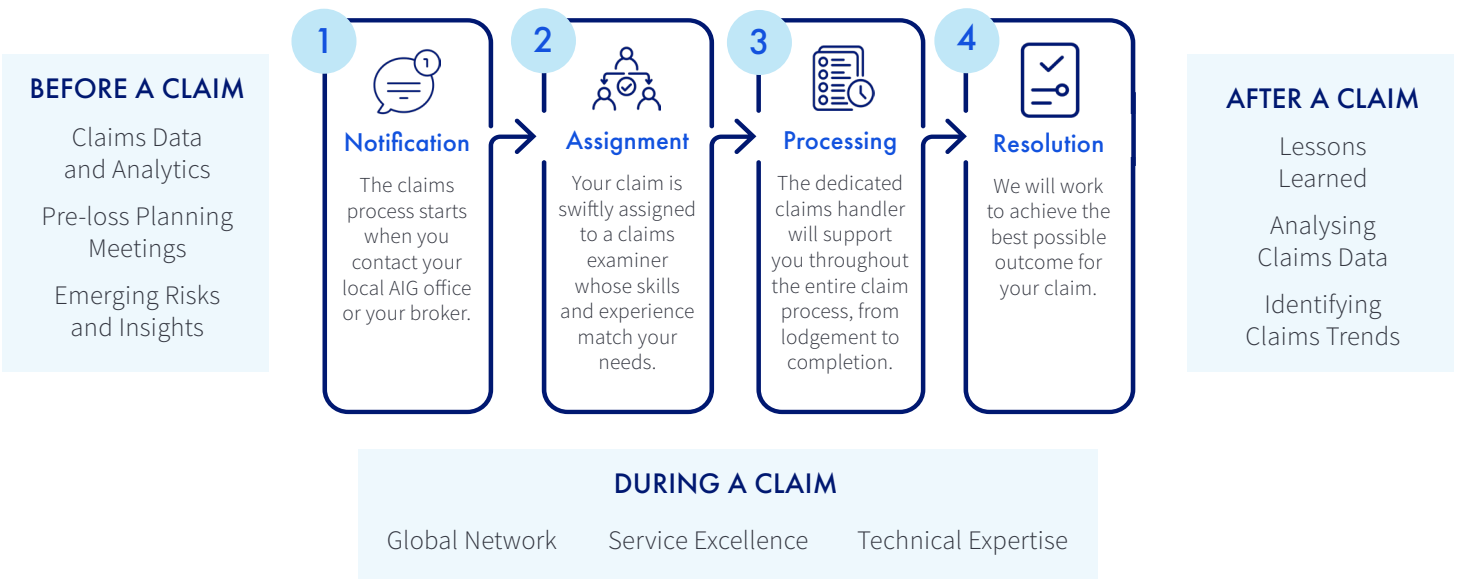 BEFORE A CLAIM
Claims Data
and Analytics
Pre-loss Planning
Meetings
Emerging Risks
and Insights
1
1
Notification
The claims
process starts
when you
contact your
local AIG office
or your broker.
2
Assignment
Your claim is
swiftly assigned
to a claims
examiner
whose skills
and experience
match your
needs.
3
Processing
The dedicated
claims handler
will support
you throughout
the entire claim
process, from
lodgement to
completion.
4
Resolution
We will work
to achieve the
best possible
outcome for
your claim.
AFTER A CLAIM
Lessons
Learned
Analysing
Claims Data
Identifying
Claims Trends
DURING A CLAIM
Global Network Service Excellence Technical Expertise